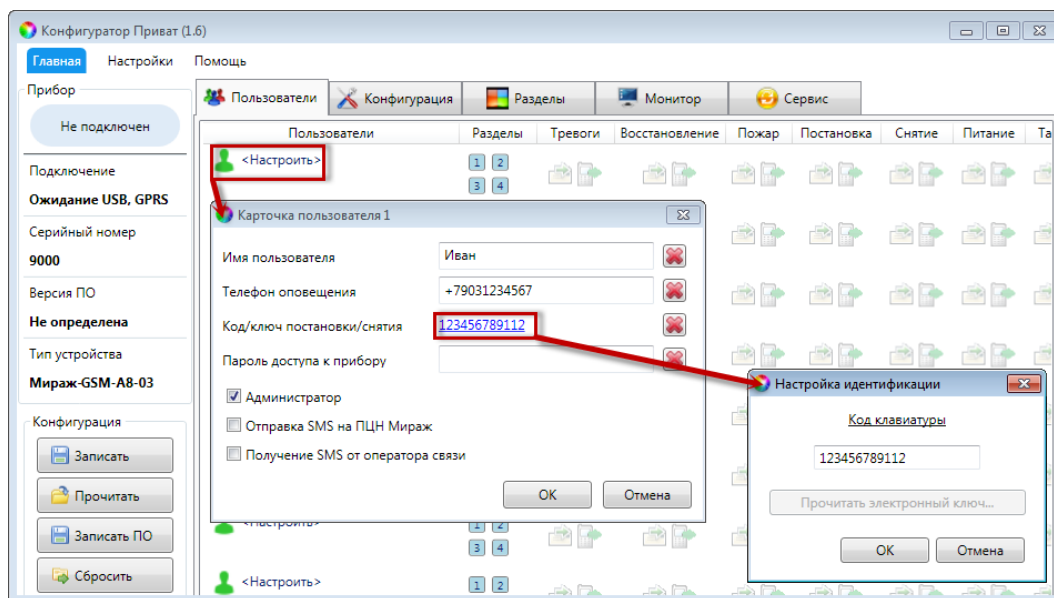 Конфигуратор Приват (1.6)
Главная Настройки Помощь
Прибор
Не подключен
Подключение
Ожидание USB, GPRS
Серийный номер
9000
Версия ПО
Не определена
Тип устройства
Мираж-GSM-A8-03
Конфигурация
Записать
Прочитать
Записать ПО
Сбросить
Пользователи Конфигурация Разделы Монитор Сервис
Пользователи Разделы Тревоги Восстановление Пожар Постановка Снятие Питание
<Настроить> 1 2
3 4
Карточка пользователя 1
Имя пользователя Иван
Телефон оповещения +79031234567
Код/ключ постановки/снятия 123456789112
Пароль доступа к прибору
Администратор
Отправка SMS на ПЦН Мираж
Получение SMS от оператора связи
OK Отмена
Настройка идентификации
Код клавиатуры
123456789112
Прочитать электронный ключ...
OK Отмена
<Настроить> 1 2
3 4
<Настроить> 1 2